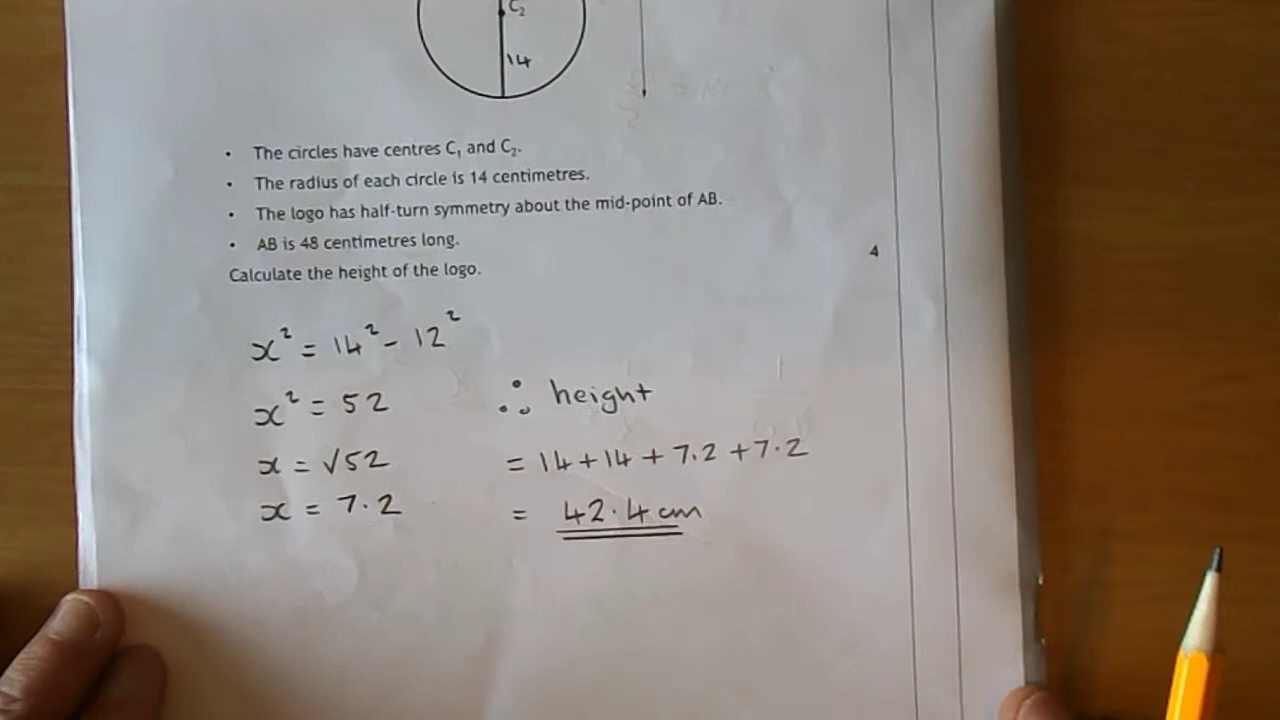 C₂
14
• The circles have centres C₁ and C₂.
• The radius of each circle is 14 centimetres.
• The logo has half-turn symmetry about the mid-point of AB.
• AB is 48 centimetres long.
4
Calculate the height of the logo.
x² = 14² - 12²
x² = 52
x = √52
x = 7.2
∴ height
= 14 + 14 + 7.2 + 7.2
= 42.4 cm